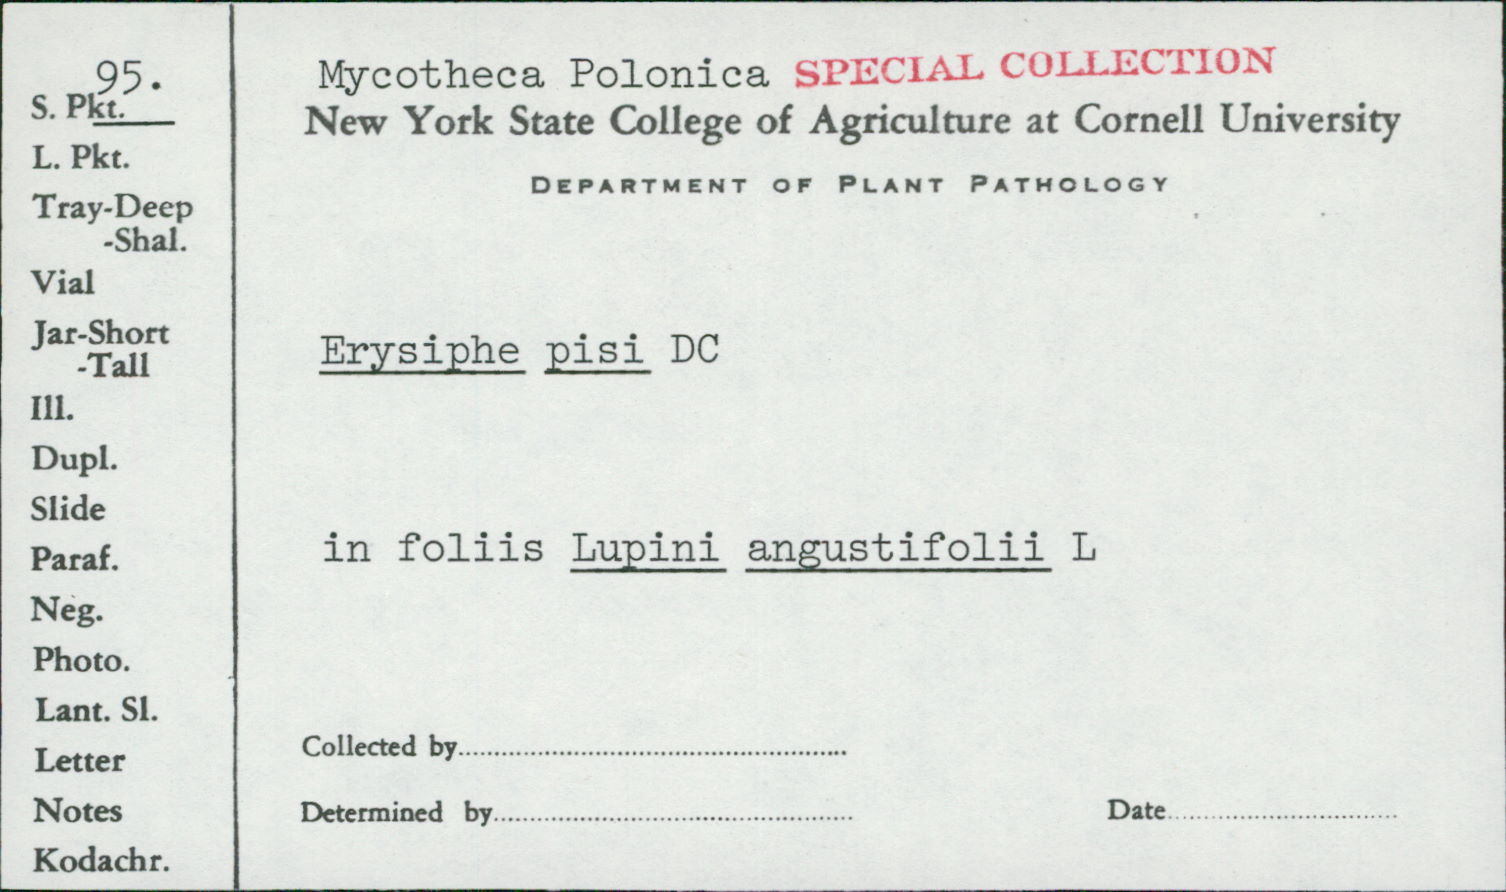 95.
S. Pkt.
L. Pkt.
Tray-Deep
-Shal.
Vial
Jar-Short
-Tall
Ill.
Dupl.
Slide
Paraf.
Neg.
Photo.
Lant. Sl.
Letter
Notes
Kodachr.
Mycotheca Polonica SPECIAL COLLECTION
New York State College of Agriculture at Cornell University
DEPARTMENT OF PLANT PATHOLOGY
Erysiphe pisi DC
in foliis Lupini angustifolii L
Collected by
Determined by
Date